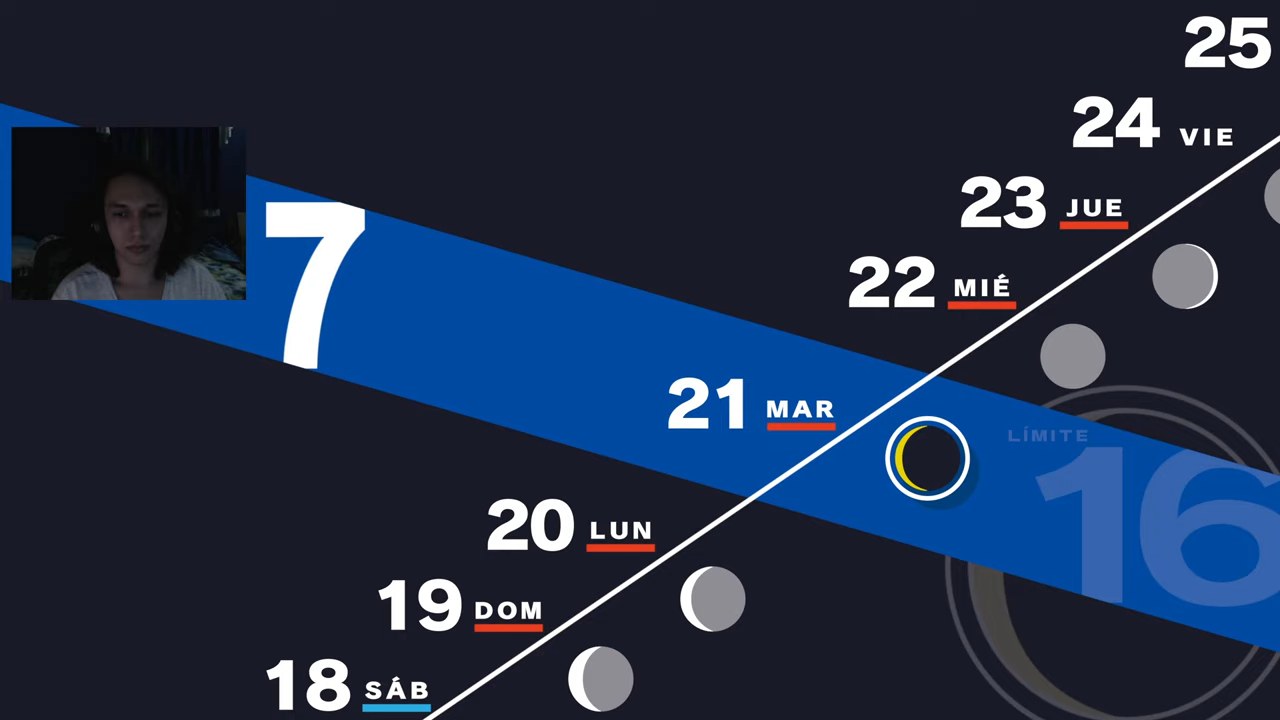 25
24 VIE
23 JUE
22 MIÉ
7
21 MAR
LÍMITE
16
20 LUN
19 DOM
18 SÁB